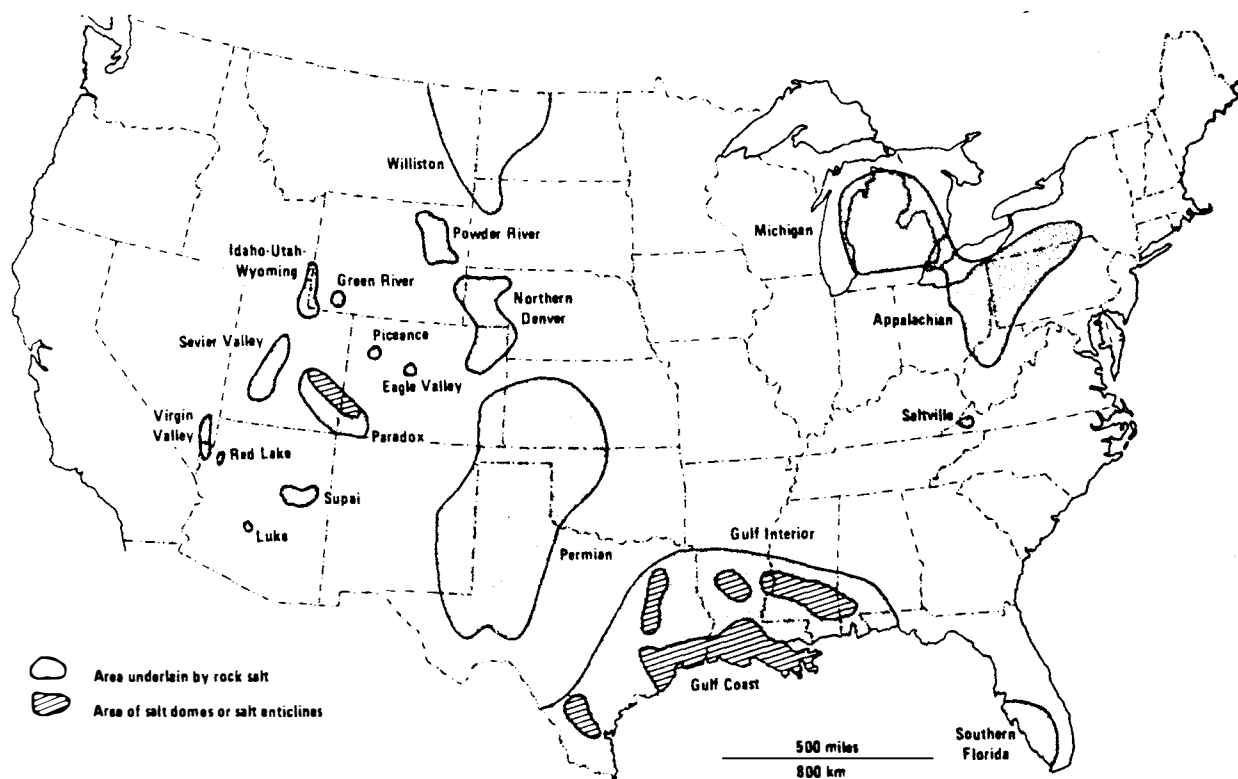 Williston
Powder River
Michigan
Idaho-Utah-
Wyoming
Green River
Northern
Denver
Appalachian
Sevier Valley
Piceance
Eagle Valley
Virgin
Valley
Paradox
Saltville
Red Lake
Supai
Luke
Permian
Gulf Interior
Area underlain by rock salt
Gulf Coast
Area of salt domes or salt anticlines
Southern
Florida
500 miles
800 km